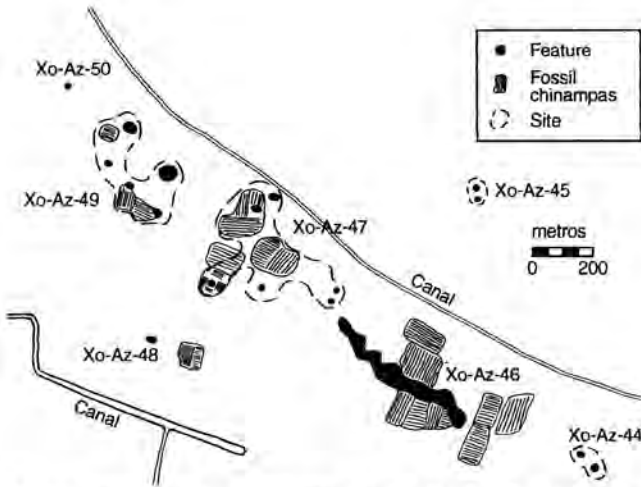 Xo-Az-50
Feature
Fossil
chinampas
Site
Xo-Az-49
Xo-Az-47
Xo-Az-45
metros
0 200
Canal
Xo-Az-48
Canal
Xo-Az-46
Xo-Az-44